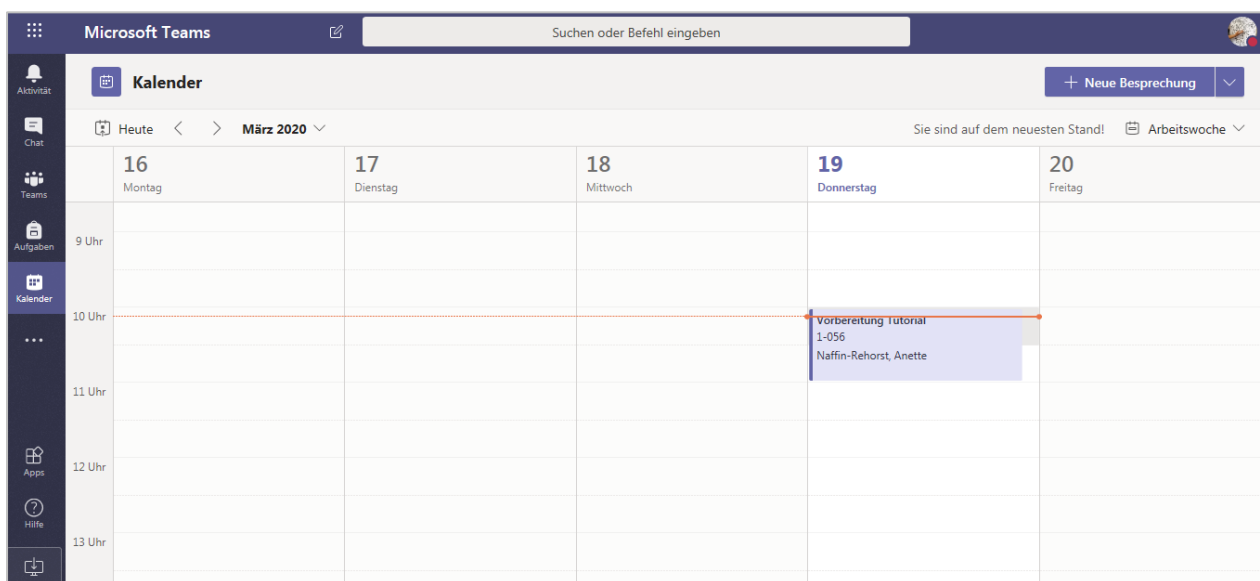 Microsoft Teams
Suchen oder Befehl eingeben
Aktivität
Chat
Teams
Aufgaben
Kalender
Apps
Hilfe
Kalender
+ Neue Besprechung
Heute
März 2020
Sie sind auf dem neuesten Stand!
Arbeitswoche
16
Montag
17
Dienstag
18
Mittwoch
19
Donnerstag
20
Freitag
9 Uhr
10 Uhr
11 Uhr
12 Uhr
13 Uhr
Vorbereitung Tutorial
1-056
Naffin-Rehorst, Anette